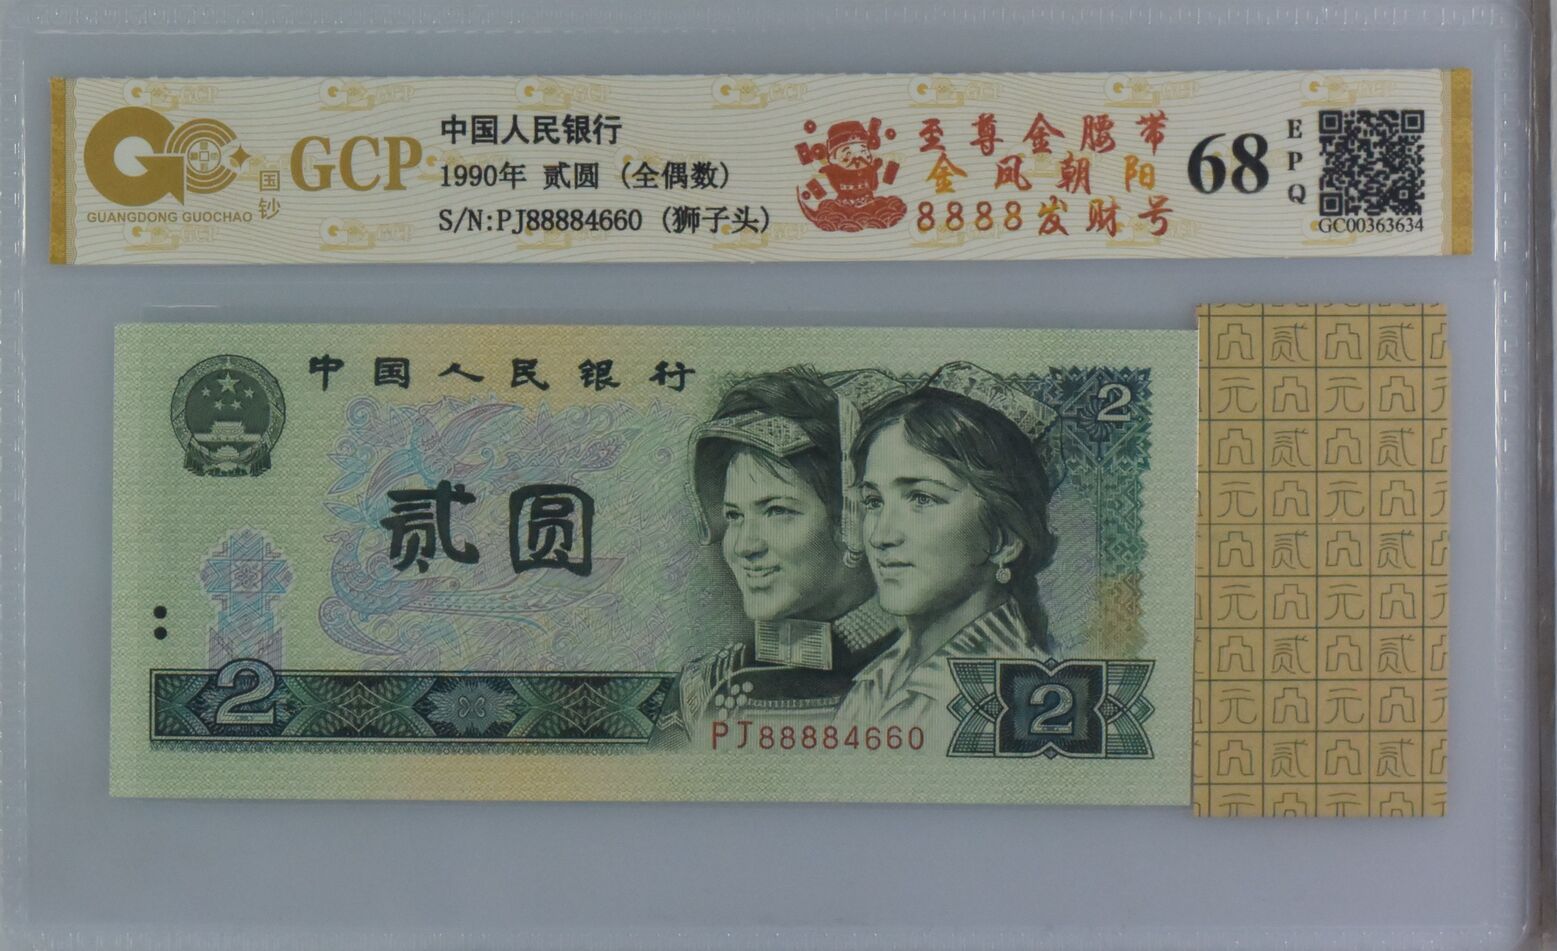 GCP
国钞
GUANGDONG GUOCHAO
中国人民银行
1990年 贰圆 (全偶数)
S/N:PJ88884660 (狮子头)
至尊金腰带
金凤朝阳
8888发财号
68
EPQ
GC00363634
中国人民银行
2
贰圆
2
PJ88884660
2